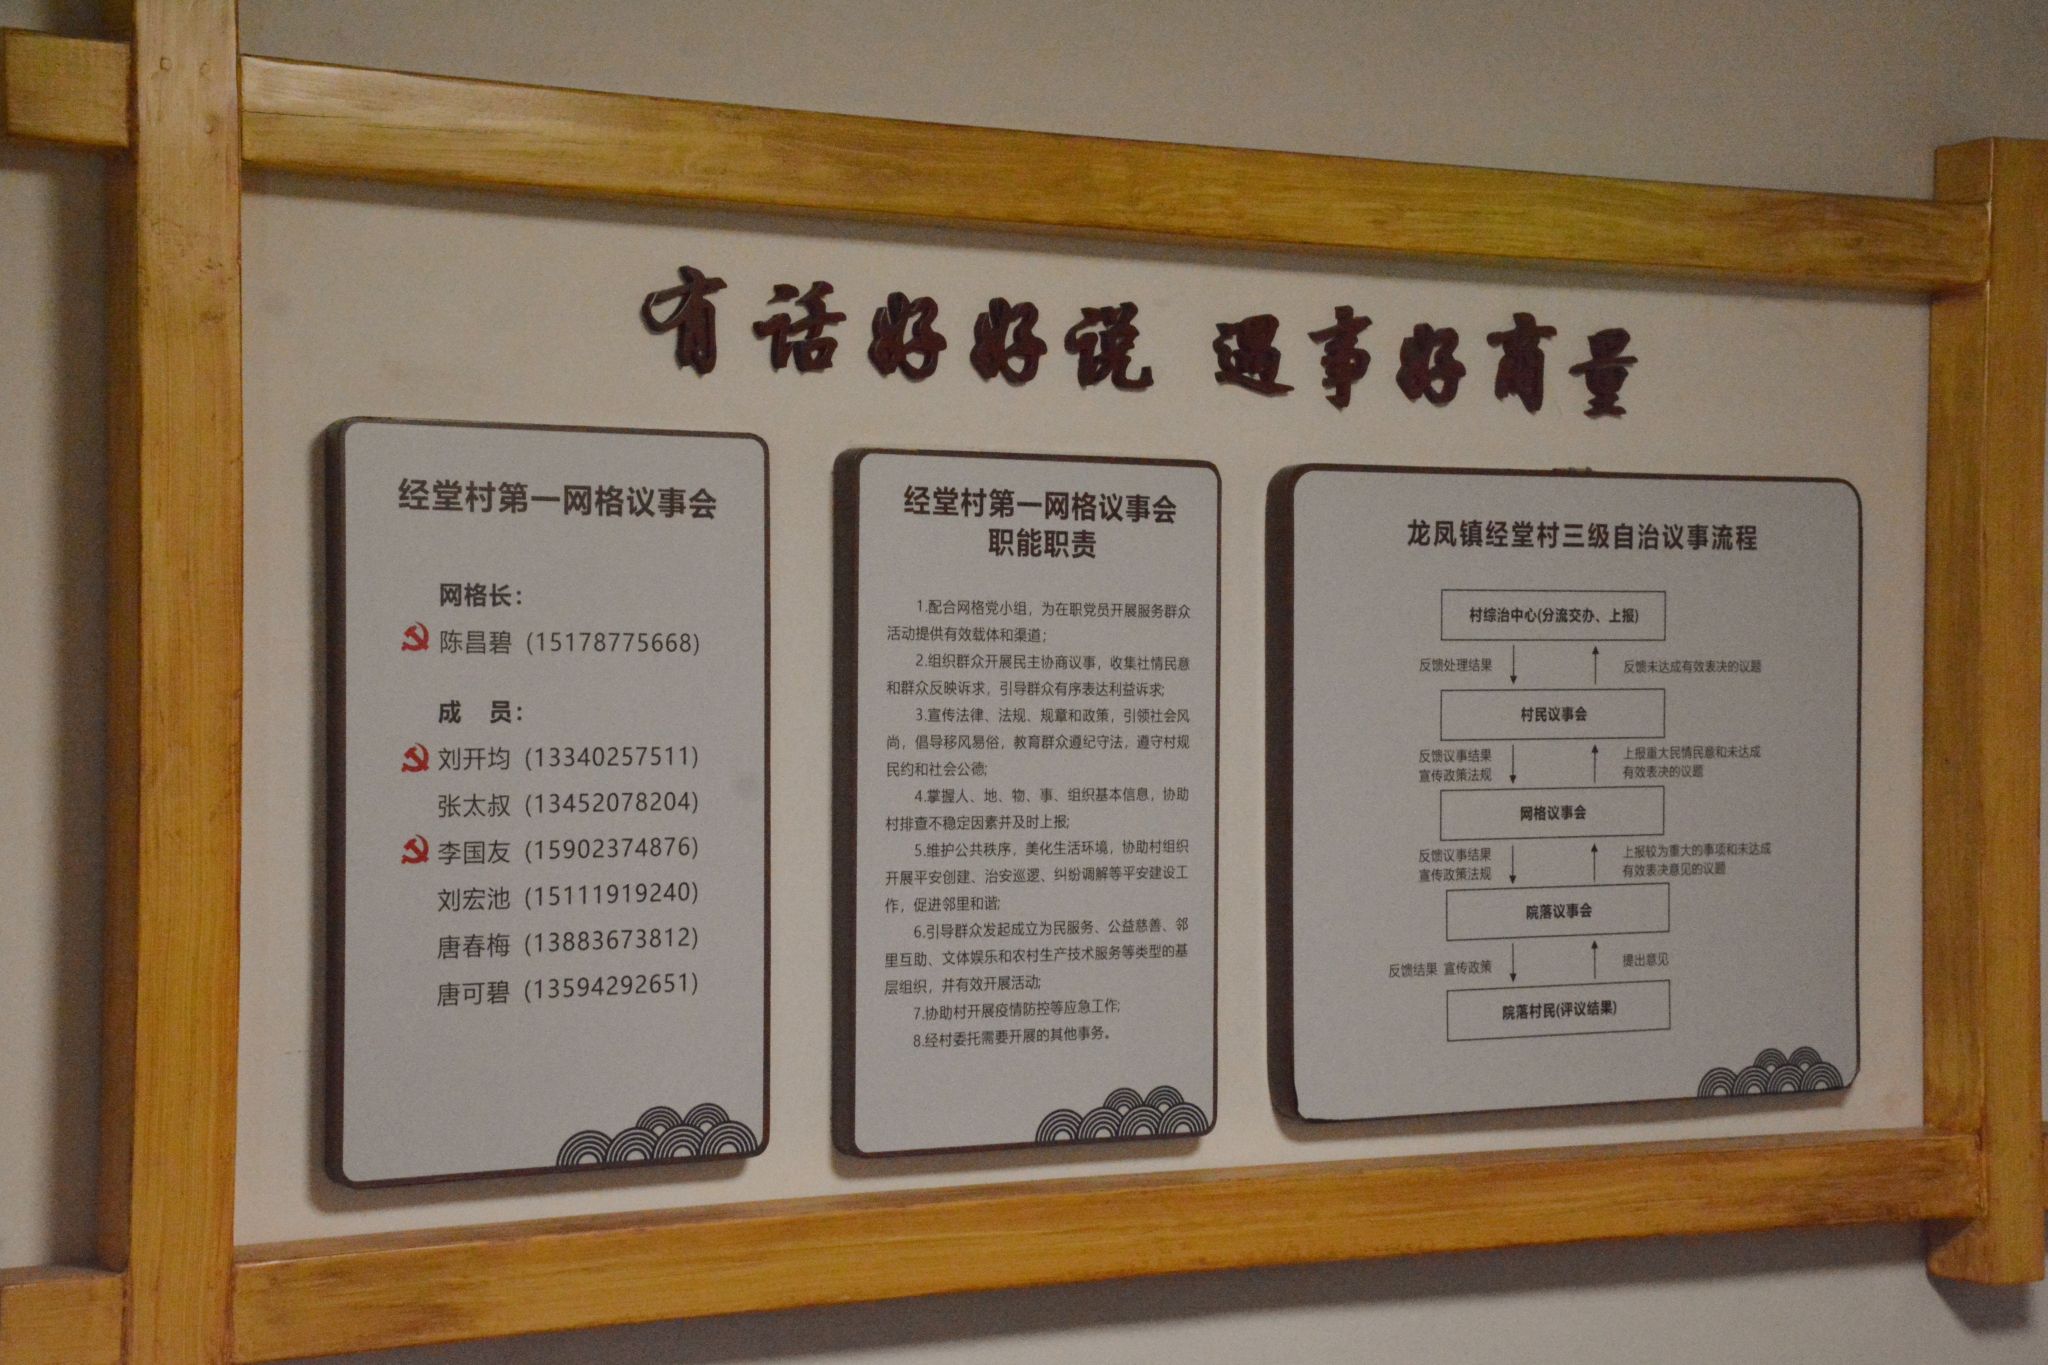 有话好好说 遇事好商量
经堂村第一网格议事会
网格长：
陈昌碧 (15178775668)
成 员：
刘开均 (13340257511)
张太叔 (13452078204)
李国友 (15902374876)
刘宏池 (15111919240)
唐春梅 (13883673812)
唐可碧 (13594292651)
经堂村第一网格议事会
职能职责
1.配合网格党小组，为在职党员开展服务群众
活动提供有效载体和渠道；
2.组织群众开展民主协商议事，收集社情民意
和群众反映诉求，引导群众有序表达利益诉求;
3.宣传法律、法规、规章和政策，引领社会风
尚，倡导移风易俗，教育群众遵纪守法，遵守村规
民约和社会公德;
4.掌握人、地、物、事、组织基本信息，协助
村排查不稳定因素并及时上报;
5.维护公共秩序，美化生活环境，协助村组织
开展平安创建、治安巡逻、纠纷调解等平安建设工
作，促进邻里和谐;
6.引导群众发起成立为民服务、公益慈善、邻
里互助、文体娱乐和农村生产技术服务等类型的基
层组织，并有效开展活动;
7.协助村开展疫情防控等应急工作;
8.经村委托需要开展的其他事务。
龙凤镇经堂村三级自治议事流程
村综治中心(分流交办、上报)
反馈处理结果
反馈未达成有效表决的议题
村民议事会
反馈议事结果
宣传政策法规
上报重大民情民意和未达成
有效表决的议题
网格议事会
反馈议事结果
宣传政策法规
上报较为重大的事项和未达成
有效表决意见的议题
院落议事会
反馈结果 宣传政策
提出意见
院落村民(评议结果)